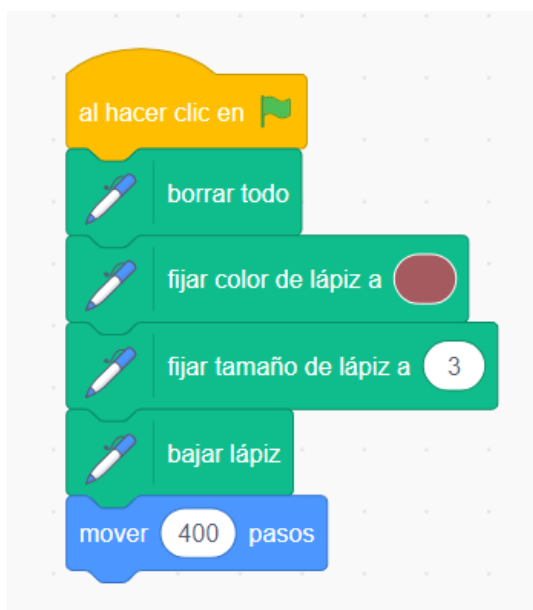 al hacer clic en
borrar todo
fijar color de lápiz a
fijar tamaño de lápiz a 3
bajar lápiz
mover 400 pasos